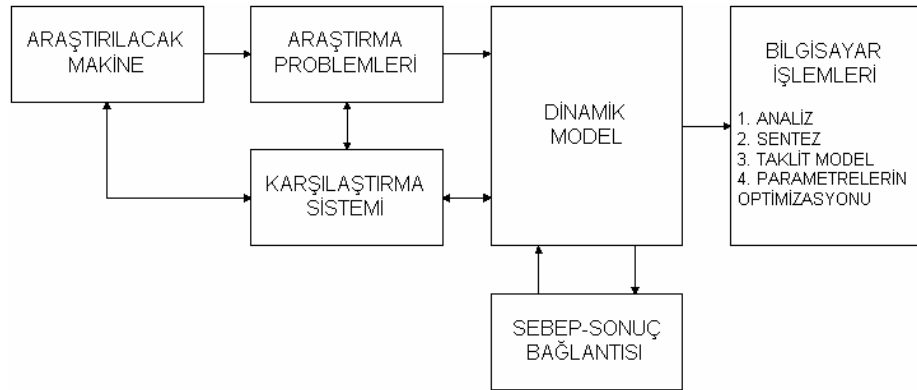 ARAŞTIRILACAK
MAKİNE
ARAŞTIRMA
PROBLEMLERİ
KARŞILAŞTIRMA
SİSTEMİ
DİNAMİK
MODEL
SEBEP-SONUÇ
BAĞLANTISI
BİLGİSAYAR
İŞLEMLERİ
1. ANALİZ
2. SENTEZ
3. TAKLİT MODEL
4. PARAMETRELERİN
OPTİMİZASYONU